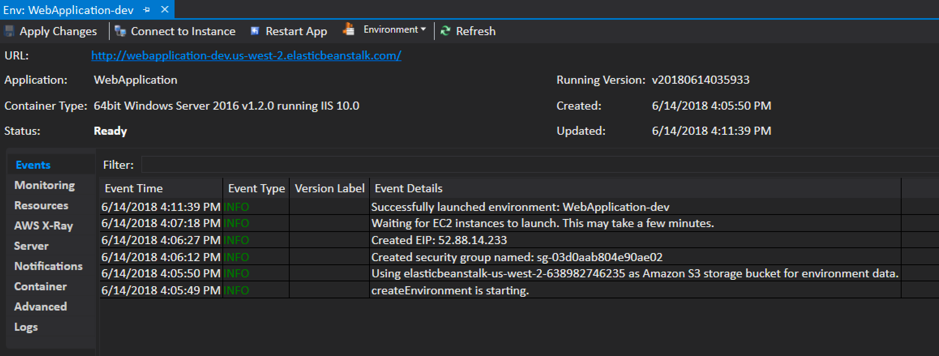 Env: WebApplication-dev
Apply Changes Connect to Instance Restart App Environment Refresh
URL: http://webapplication-dev.us-west-2.elasticbeanstalk.com/
Application: WebApplication Running Version: v20180614035933
Container Type: 64bit Windows Server 2016 v1.2.0 running IIS 10.0 Created: 6/14/2018 4:05:50 PM
Status: Ready Updated: 6/14/2018 4:11:39 PM
Events
Monitoring
Resources
AWS X-Ray
Server
Notifications
Container
Advanced
Logs
Filter:
Event Time Event Type Version Label Event Details
6/14/2018 4:11:39 PM INFO Successfully launched environment: WebApplication-dev
6/14/2018 4:07:18 PM INFO Waiting for EC2 instances to launch. This may take a few minutes.
6/14/2018 4:06:27 PM INFO Created EIP: 52.88.14.233
6/14/2018 4:06:12 PM INFO Created security group named: sg-03d0aab804e90ae02
6/14/2018 4:05:50 PM INFO Using elasticbeanstalk-us-west-2-638982746235 as Amazon S3 storage bucket for environment data.
6/14/2018 4:05:49 PM INFO createEnvironment is starting.